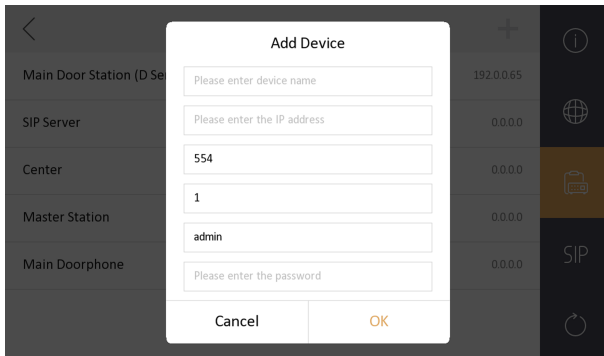 Add Device
Main Door Station (D Se
192.0.0.65
Please enter device name
Please enter the IP address
SIP Server
0.0.0.0
554
Center
0.0.0.0
1
Master Station
0.0.0.0
admin
Main Doorphone
0.0.0.0
SIP
Please enter the password
Cancel
OK